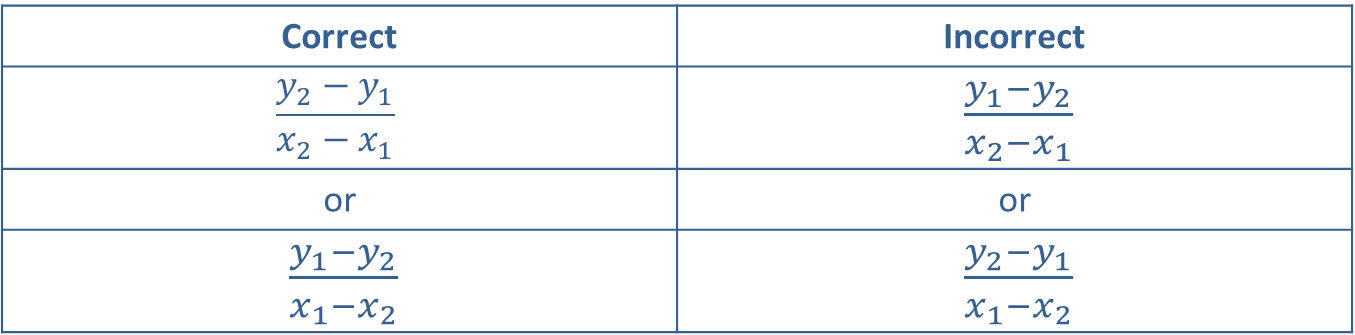 Correct Incorrect
y₂ − y₁ y₁−y₂
x₂ − x₁ x₂−x₁
or or
y₁−y₂ y₂−y₁
x₁−x₂ x₁−x₂